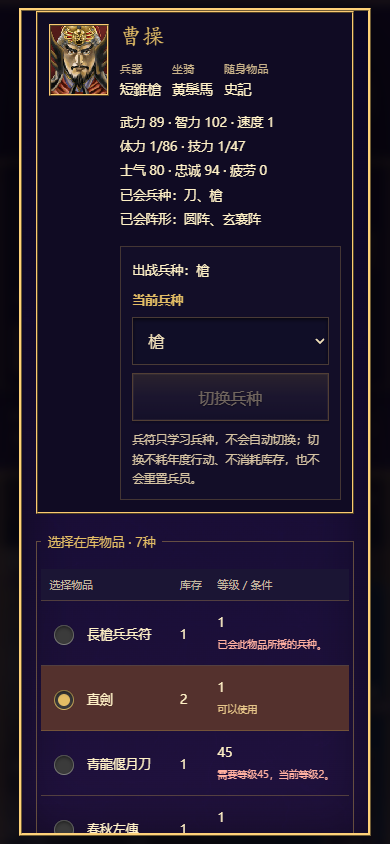 曹操
兵器 坐騎 随身物品
短錐槍 黃鬃馬 史記
武力 89 · 智力 102 · 速度 1
体力 1/86 · 技力 1/47
士气 80 · 忠诚 94 · 疲劳 0
已会兵种：刀、槍
已会阵形：圆阵、玄襄阵
出战兵种：槍
当前兵种
槍
切换兵种
兵符只学习兵种，不会自动切换；切
换不耗年度行动、不消耗库存，也不
会重置兵员。
选择在库物品 · 7种
选择物品 库存 等级 / 条件
長槍兵兵符 1 1
已会此物品所授的兵种。
直劍 2 1
可以使用
青龍偃月刀 1 45
需要等级45，当前等级2。
春秋左傳 1 1